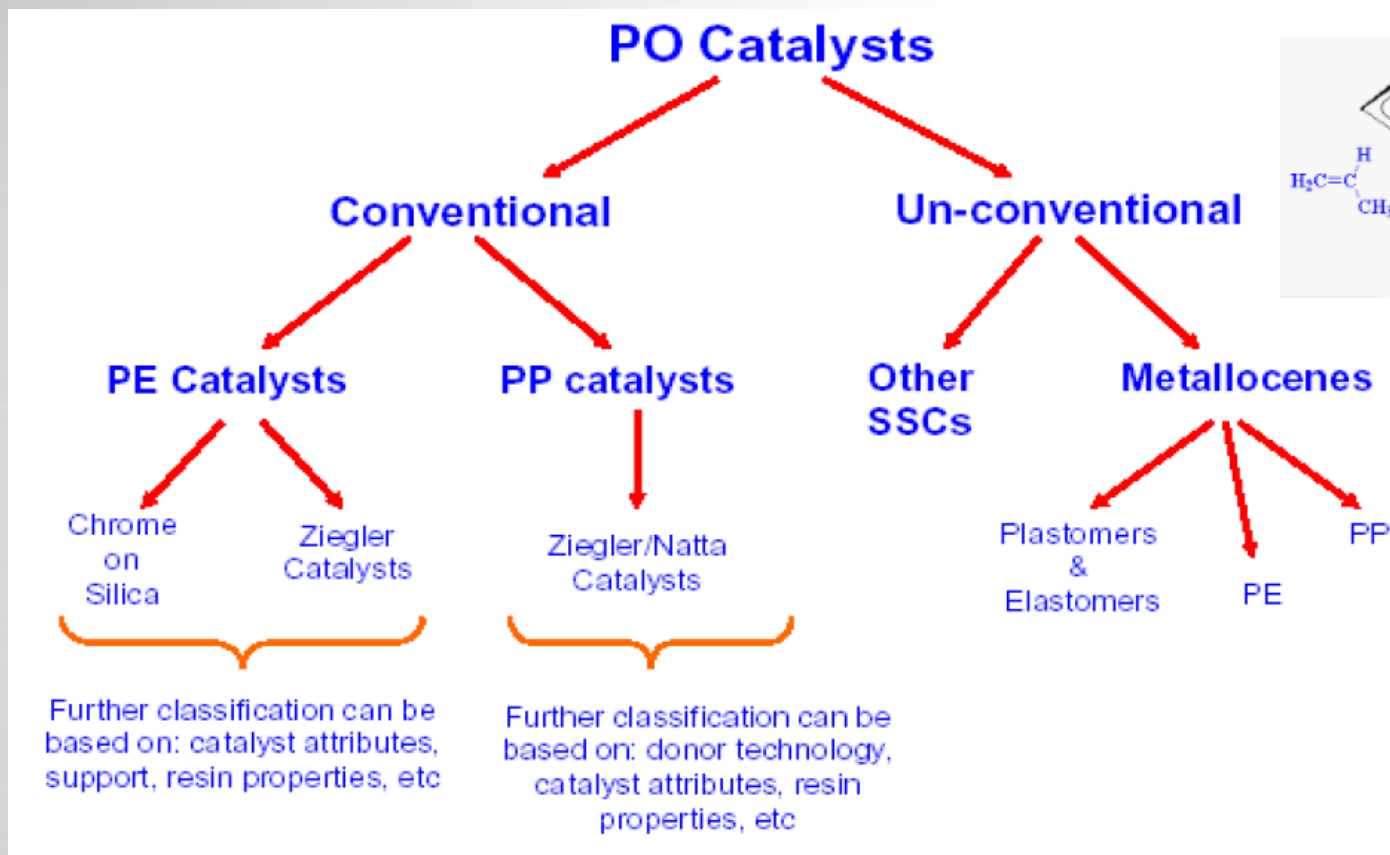 PO Catalysts
H
H₂C=C
CH₃
Conventional
Un-conventional
PE Catalysts
PP catalysts
Other
SSCs
Metallocenes
Chrome
on
Silica
Ziegler
Catalysts
Ziegler/Natta
Catalysts
Plastomers
&
Elastomers
PE
PP
Further classification can be
based on: catalyst attributes,
support, resin properties, etc
Further classification can be
based on: donor technology,
catalyst attributes, resin
properties, etc